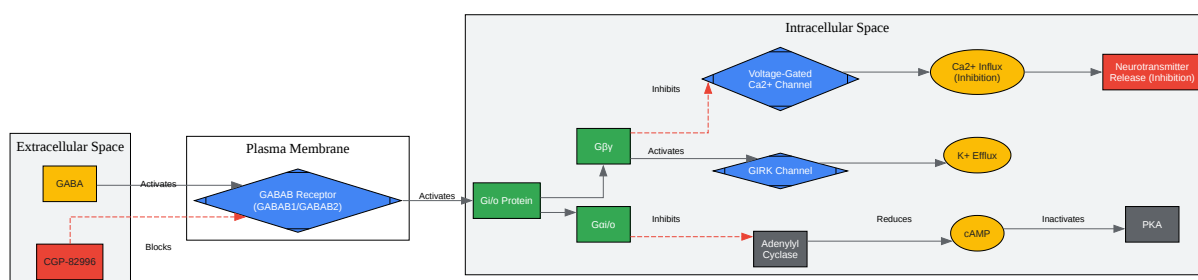 Extracellular Space
GABA
CGP-82996
Activates
Blocks
Plasma Membrane
GABAB Receptor
(GABAB1/GABAB2)
Activates
Intracellular Space
Gi/o Protein
Gβγ
Gαi/o
Inhibits
Activates
Inhibits
Voltage-Gated
Ca2+ Channel
GIRK Channel
Adenylyl
Cyclase
Ca2+ Influx
(Inhibition)
Neurotransmitter
Release (Inhibition)
K+ Efflux
Reduces
cAMP
Inactivates
PKA